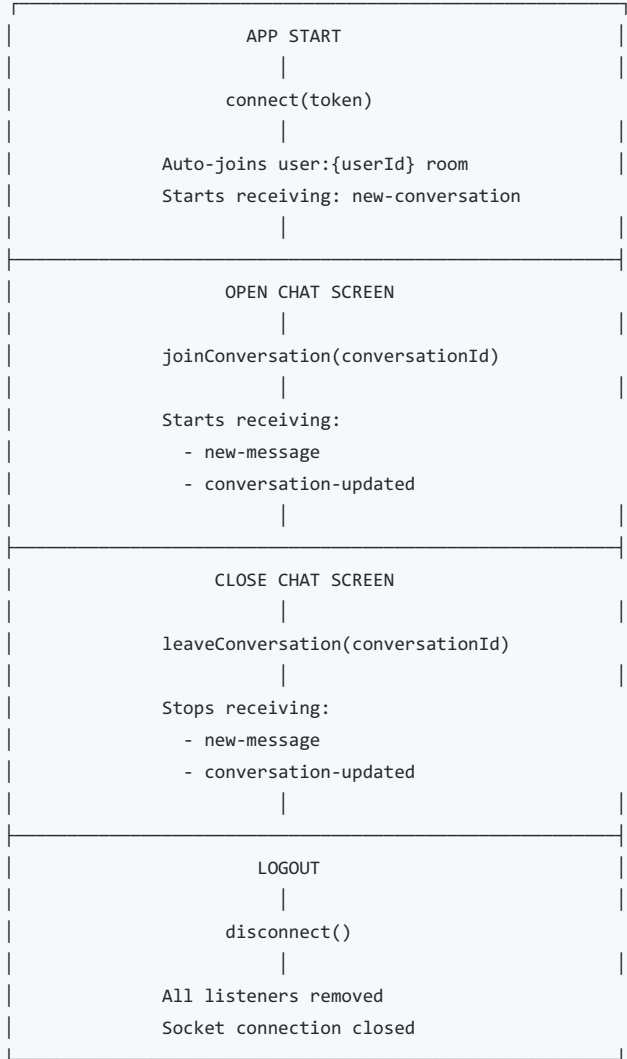 APP START
connect(token)
Auto-joins user:{userId} room
Starts receiving: new-conversation
OPEN CHAT SCREEN
joinConversation(conversationId)
Starts receiving:
- new-message
- conversation-updated
CLOSE CHAT SCREEN
leaveConversation(conversationId)
Stops receiving:
- new-message
- conversation-updated
LOGOUT
disconnect()
All listeners removed
Socket connection closed